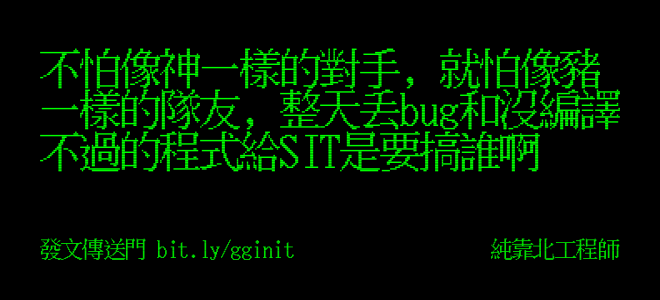 不怕像神一樣的對手，就怕像豬
一樣的隊友，整天丟bug和沒編譯
不過的程式給SIT是要搞誰啊
發文傳送門 bit.ly/gginit
純靠北工程師